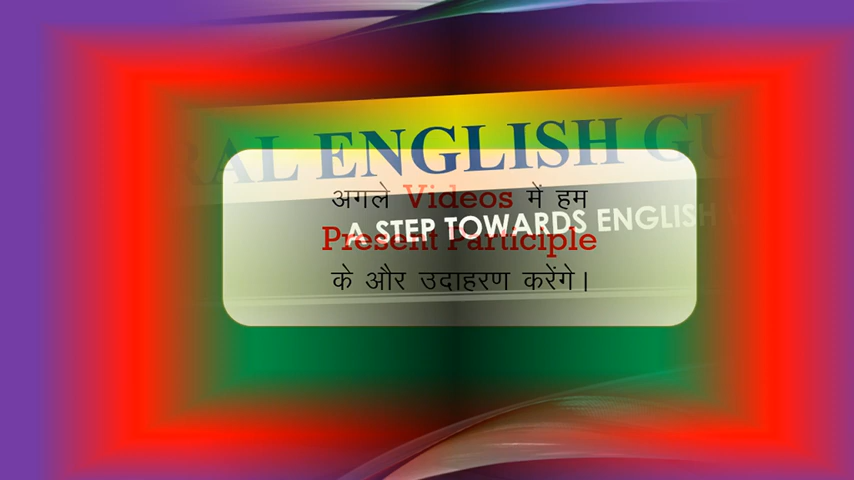 RAL ENGLISH GU
अगले Videos में हम
A STEP TOWARDS ENGLISH
Present Participle
के और उदाहरण करेंगे।